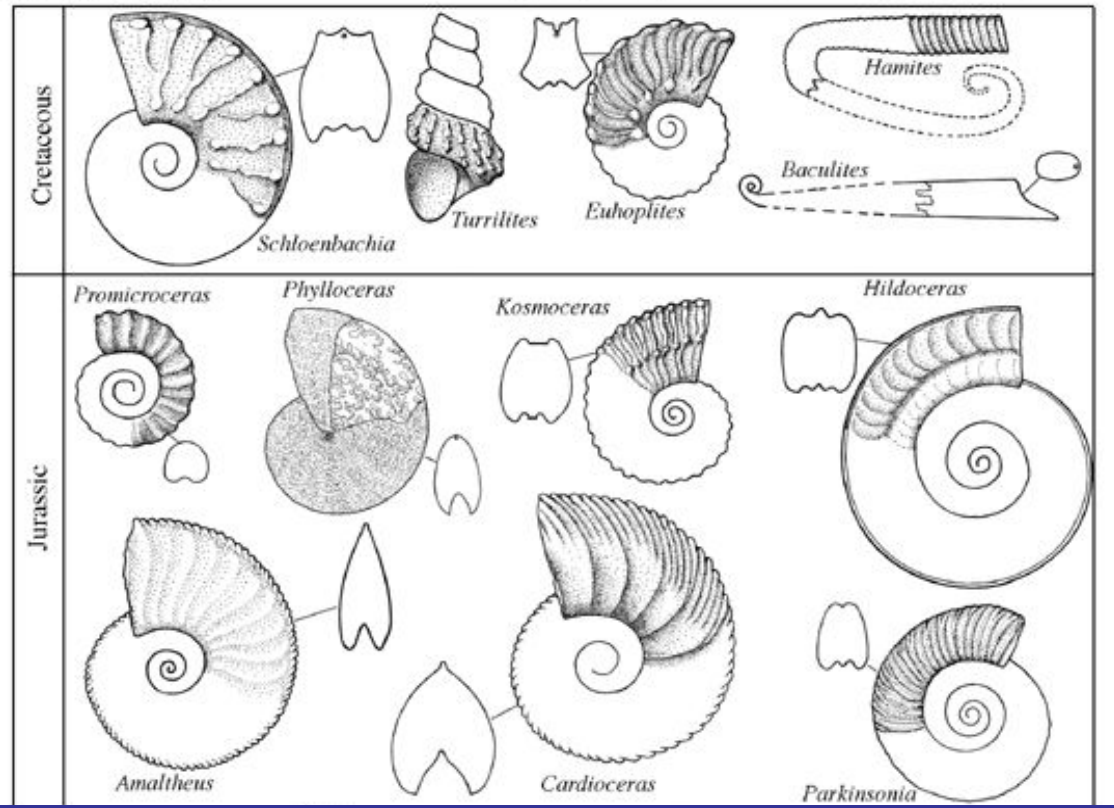 Cretaceous
Schloenbachia
Turrilites
Euhoplites
Hamites
Baculites
Jurassic
Promicroceras
Phylloceras
Kosmoceras
Hildoceras
Amaltheus
Cardioceras
Parkinsonia